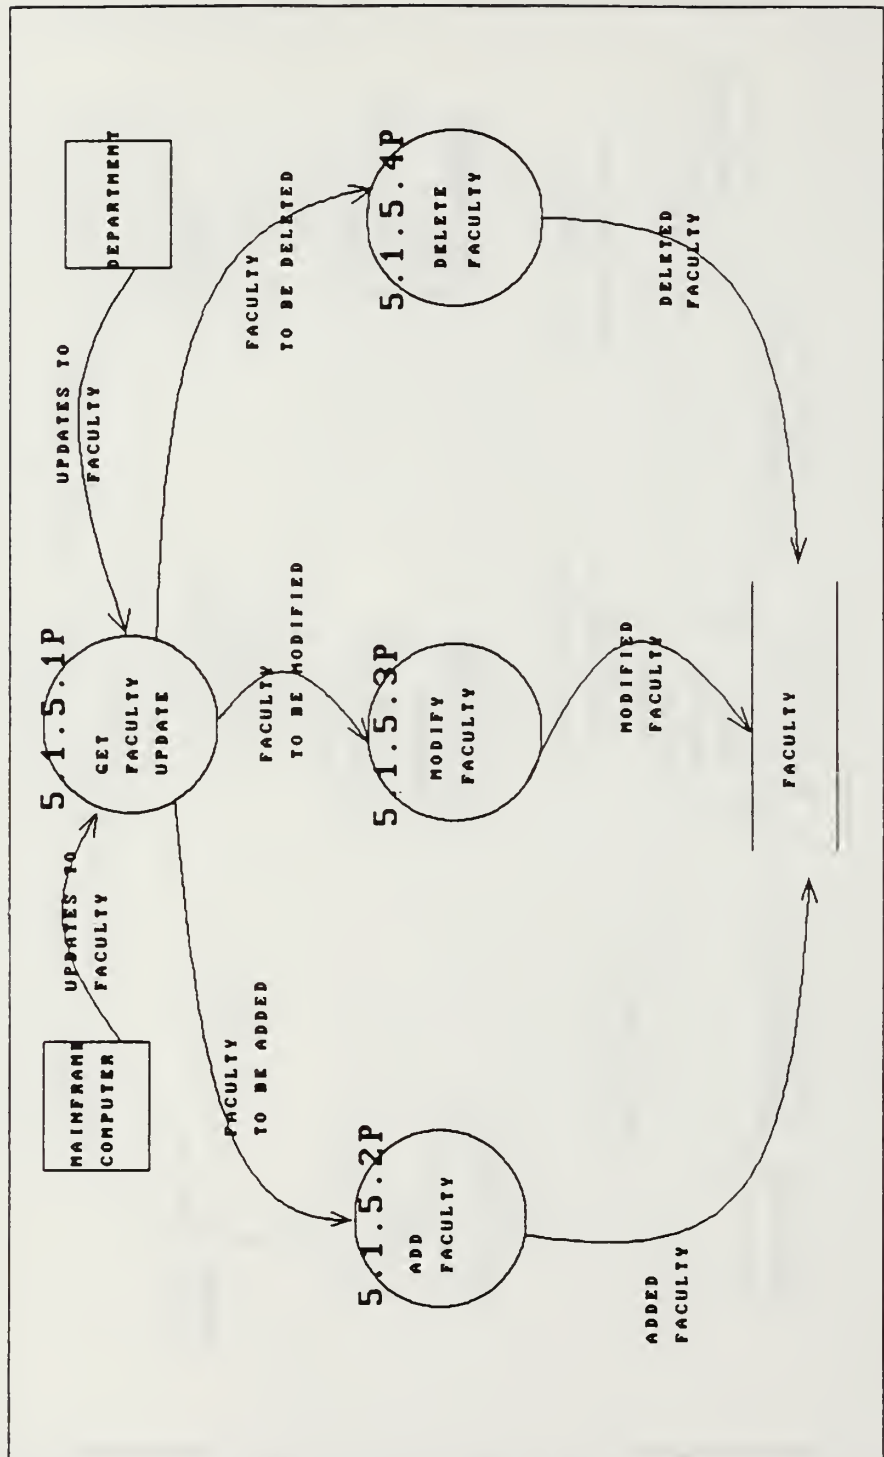 MAINFRAME
COMPUTER
UPDATES TO
FACULTY
5.1.5.1P
GET
FACULTY
UPDATE
UPDATES TO
FACULTY
DEPARTMENT
FACULTY
TO BE ADDED
FACULTY
TO BE MODIFIED
FACULTY
TO BE DELETED
5.1.5.2P
ADD
FACULTY
5.1.5.3P
MODIFY
FACULTY
5.1.5.4P
DELETE
FACULTY
ADDED
FACULTY
MODIFIED
FACULTY
DELETED
FACULTY
FACULTY